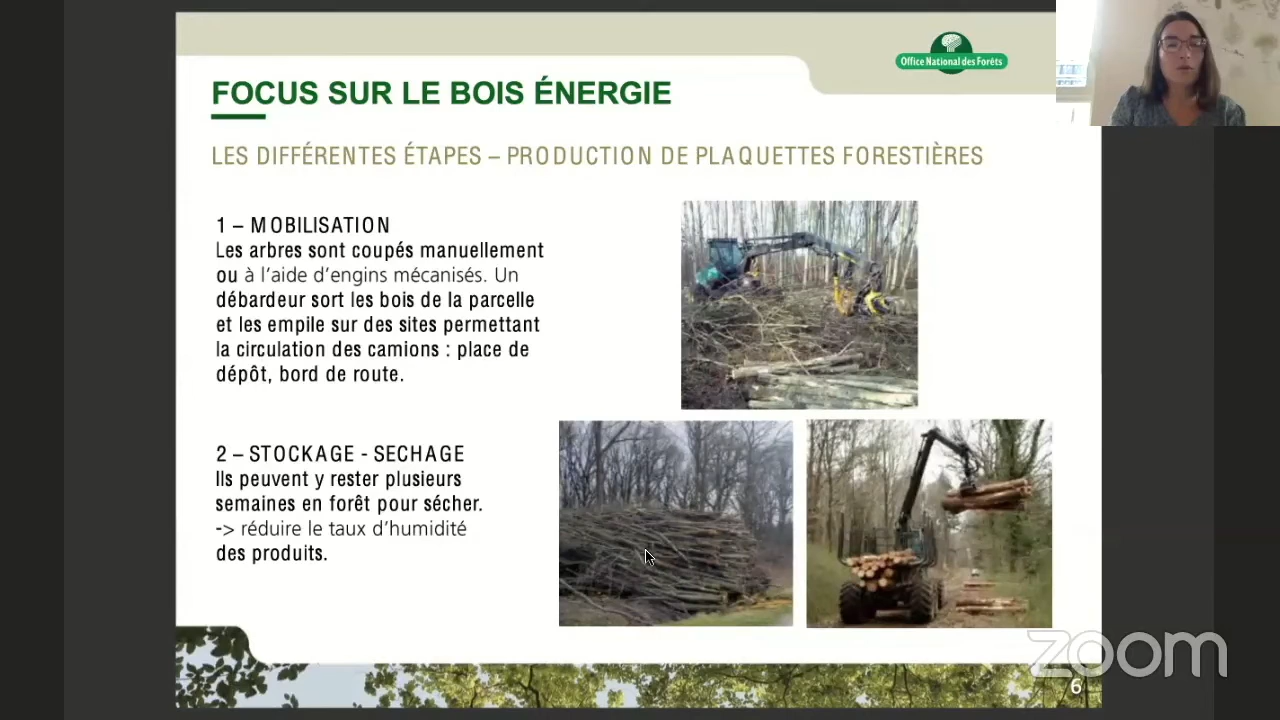 Office National des Forêts
FOCUS SUR LE BOIS ÉNERGIE
LES DIFFÉRENTES ÉTAPES – PRODUCTION DE PLAQUETTES FORESTIÈRES
1 – MOBILISATION
Les arbres sont coupés manuellement
ou à l’aide d’engins mécanisés. Un
débardeur sort les bois de la parcelle
et les empile sur des sites permettant
la circulation des camions : place de
dépôt, bord de route.
2 – STOCKAGE - SECHAGE
Ils peuvent y rester plusieurs
semaines en forêt pour sécher.
-> réduire le taux d’humidité
des produits.
zoom
6